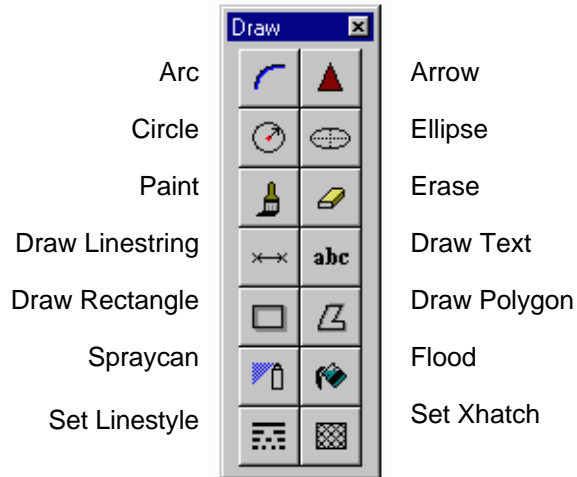 Draw
Arc Arrow
Circle Ellipse
Paint Erase
Draw Linestring abc Draw Text
Draw Rectangle Draw Polygon
Spraycan Flood
Set Linestyle Set Xhatch